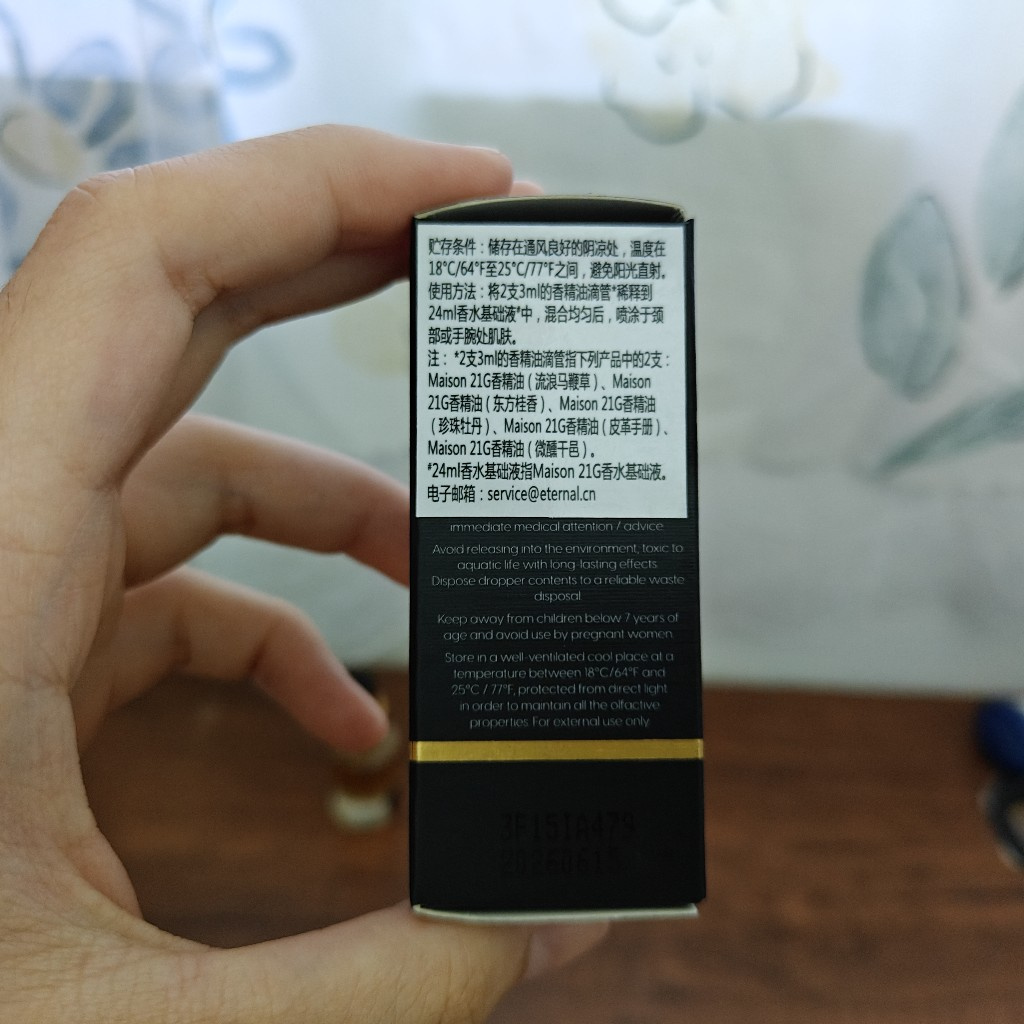 贮存条件：储存在通风良好的阴凉处，温度在
18°C/64°F至25°C/77°F之间，避免阳光直射。
使用方法：将2支3ml的香精油滴管*稀释到
24ml香水基础液#中，混合均匀后，喷涂于颈
部或手腕处肌肤。
注：*2支3ml的香精油滴管指下列产品中的2支：
Maison 21G香精油（流浪马鞭草）、Maison
21G香精油（东方桂香）、Maison 21G香精油
（珍珠牡丹）、Maison 21G香精油（皮革手册）、
Maison 21G香精油（微醺干邑）。
#24ml香水基础液指Maison 21G香水基础液。
电子邮箱：service@eternal.cn
immediate medical attention / advice
Avoid releasing into the environment, toxic to
aquatic life with long-lasting effects.
Dispose dropper contents to a reliable waste
disposal.
Keep away from children below 7 years of
age and avoid use by pregnant women.
Store in a well-ventilated cool place at a
temperature between 18°C/64°F and
25°C / 77°F, protected from direct light
in order to maintain all the olfactive
properties. For external use only.
3F151A479
20260615